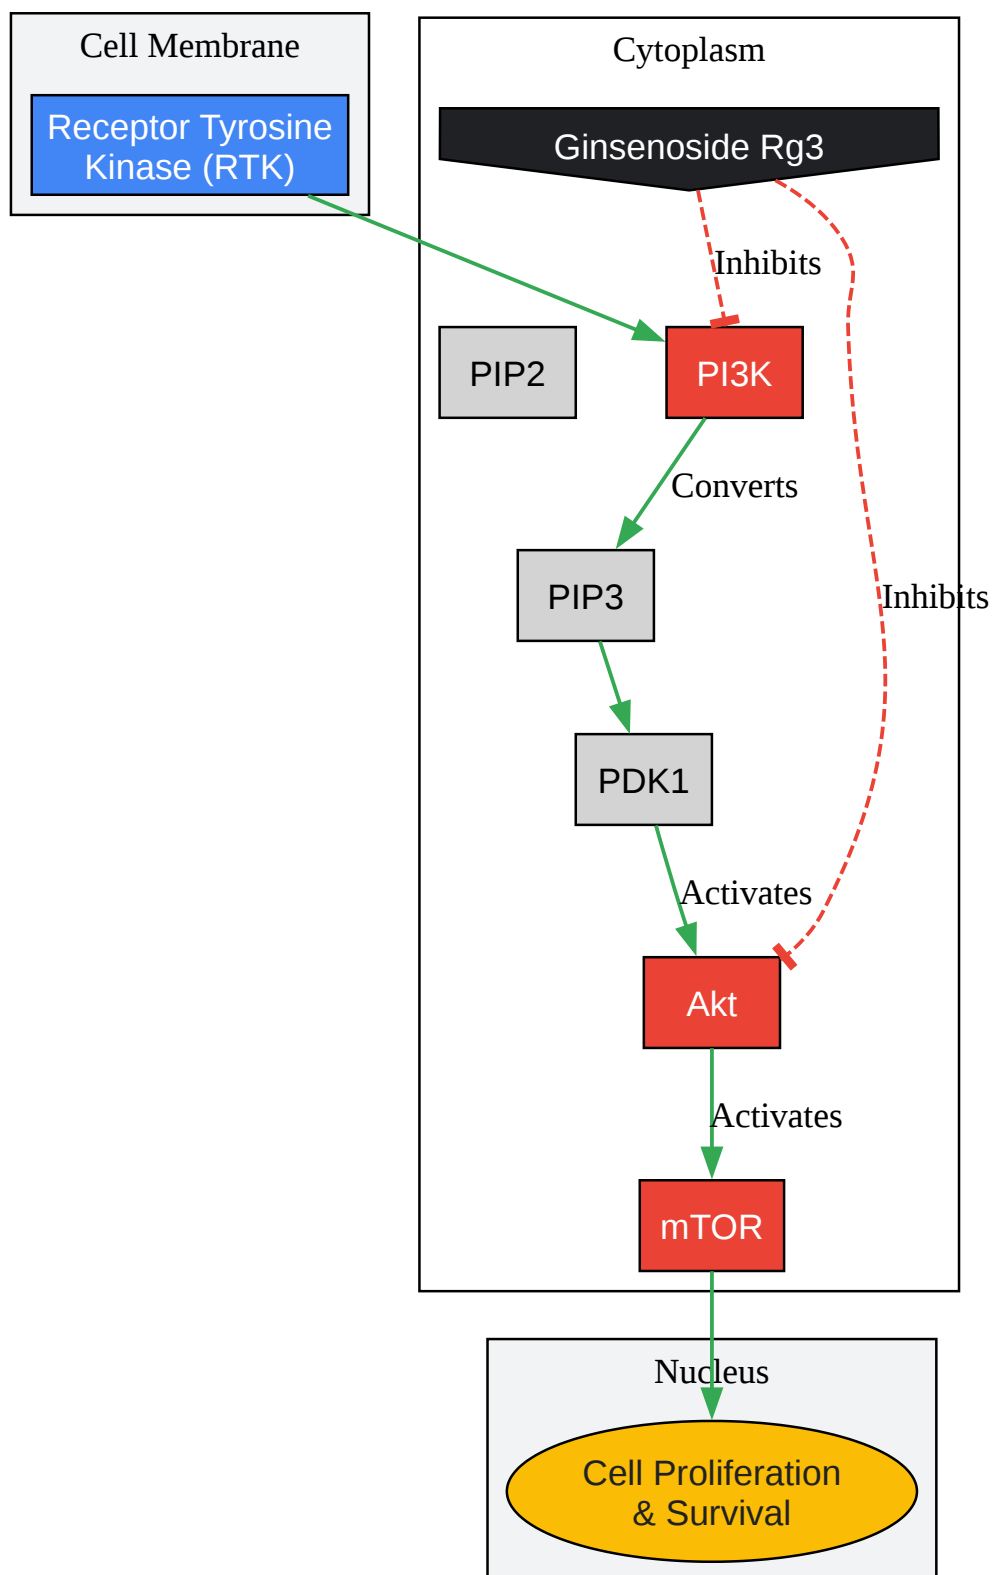 Cell Membrane
Receptor Tyrosine
Kinase (RTK)
Cytoplasm
Ginsenoside Rg3
Inhibits
PIP2
PI3K
Converts
PIP3
Inhibits
PDK1
Activates
Akt
Activates
mTOR
Nucleus
Cell Proliferation
& Survival